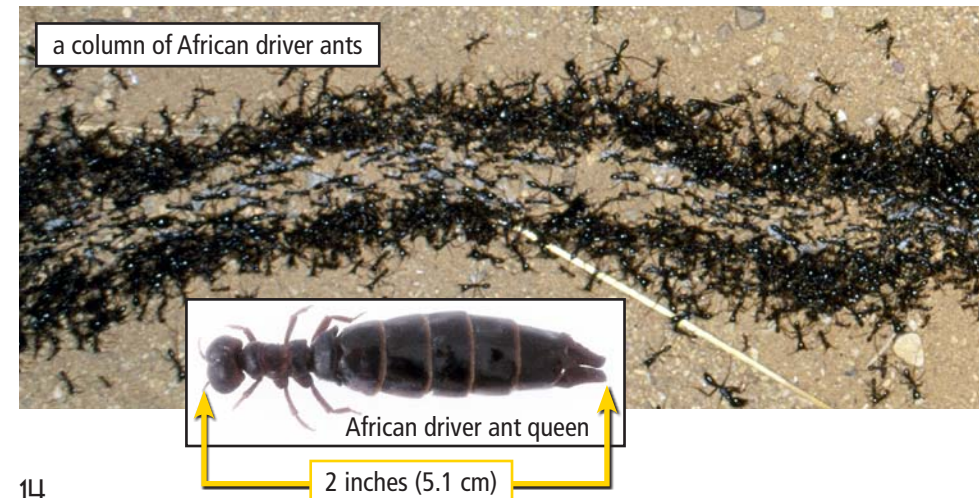 a column of African driver ants
African driver ant queen
2 inches (5.1 cm)
14